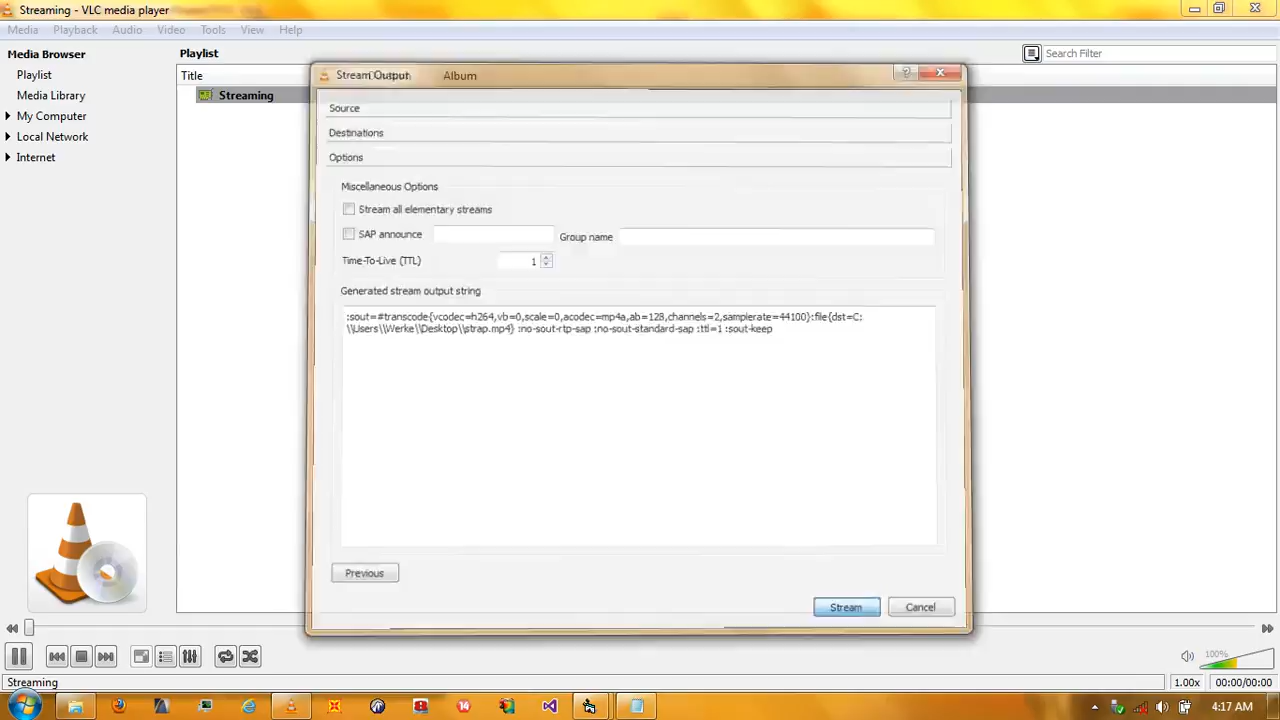 Streaming - VLC media player
Media Playback Audio Video Tools View Help
Media Browser
Playlist
Media Library
My Computer
Local Network
Internet
Playlist
Search Filter
Title
Album
Streaming
Stream Output
Source
Destinations
Options
Miscellaneous Options
Stream all elementary streams
SAP announce
Group name
Time-To-Live (TTL)
1
Generated stream output string
:sout=#transcode{vcodec=h264,vb=0,scale=0,acodec=mp4a,ab=128,channels=2,samplerate=44100}:file{dst=C:
\\Users\\Werke\\Desktop\\strap.mp4} :no-sout-rtp-sap :no-sout-standard-sap :ttl=1 :sout-keep
Previous
Stream
Cancel
100%
Streaming
1.00x
00:00/00:00
4:17 AM